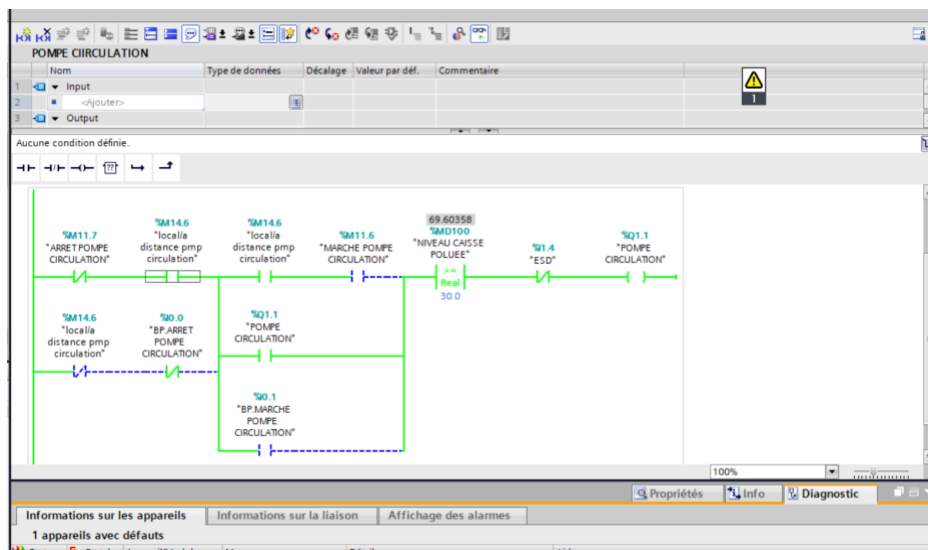 POMPE CIIRCULATION
Nom Type de données Décalage Valeur par déf. Commentaire
1 Input
2 <Ajouter>
3 Output
1
Aucune condition définie.
??
%M11.7
"ARRET POMPE
CIRCULATION"
%M14.6
"local/a
distance pmp
circulation"
%M14.6
"local/a
distance pmp
circulation"
%M11.6
"MARCHE POMPE
CIRCULATION"
69.60358
%MD100
"NIVEAU CAISSE
POLUEE"
>=
Real
30.0
%I1.4
"ESD"
%Q1.1
"POMPE
CIRCULATION"
%M14.6
"local/a
distance pmp
circulation"
%I0.0
"BP.ARRET
POMPE
CIRCULATION"
%Q1.1
"POMPE
CIRCULATION"
%I0.1
"BP.MARCHE
POMPE
CIRCULATION"
100%
Propriétés Info Diagnostic
Informations sur les appareils Informations sur la liaison Affichage des alarmes
1 appareils avec défauts